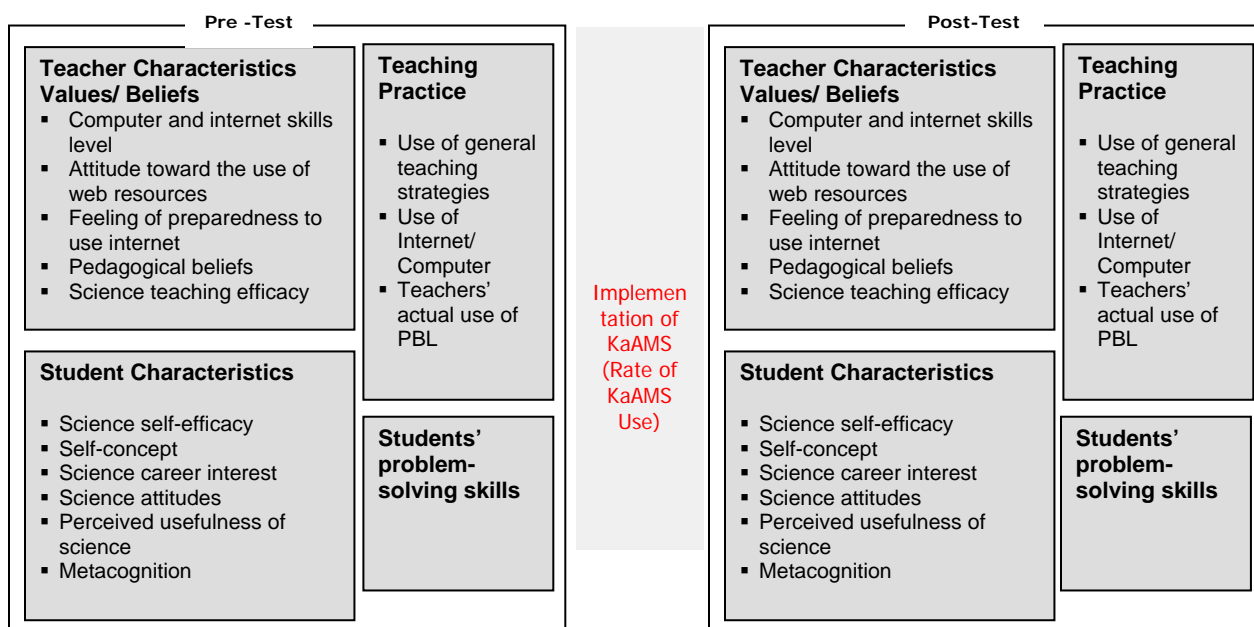 Pre -Test
Teacher Characteristics
Values/ Beliefs
▪ Computer and internet skills
level
▪ Attitude toward the use of
web resources
▪ Feeling of preparedness to
use internet
▪ Pedagogical beliefs
▪ Science teaching efficacy
Teaching
Practice
▪ Use of general
teaching
strategies
▪ Use of
Internet/
Computer
▪ Teachers'
actual use of
PBL
Student Characteristics
▪ Science self-efficacy
▪ Self-concept
▪ Science career interest
▪ Science attitudes
▪ Perceived usefulness of
science
▪ Metacognition
Students'
problem-
solving skills
Implemen
tation of
KaAMS
(Rate of
KaAMS
Use)
Post-Test
Teacher Characteristics
Values/ Beliefs
▪ Computer and internet skills
level
▪ Attitude toward the use of
web resources
▪ Feeling of preparedness to
use internet
▪ Pedagogical beliefs
▪ Science teaching efficacy
Teaching
Practice
▪ Use of general
teaching
strategies
▪ Use of
Internet/
Computer
▪ Teachers'
actual use of
PBL
Student Characteristics
▪ Science self-efficacy
▪ Self-concept
▪ Science career interest
▪ Science attitudes
▪ Perceived usefulness of
science
▪ Metacognition
Students'
problem-
solving skills